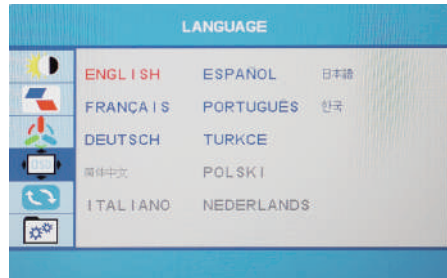 LANGUAGE
ENGLISH ESPAÑOL 日本語
FRANÇAIS PORTUGUÊS 한국
DEUTSCH TURKCE
简体中文 POLSKI
ITALIANO NEDERLANDS
OSD